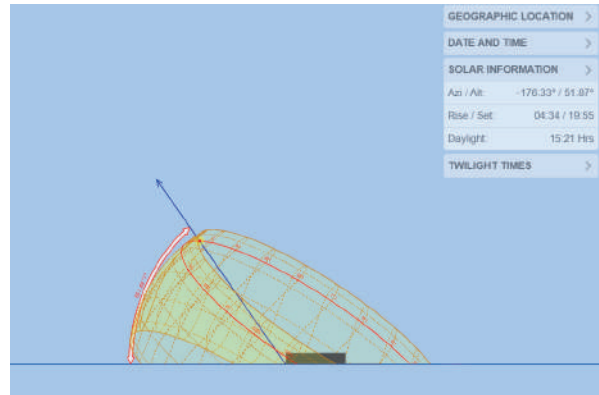 GEOGRAPHIC LOCATION >
DATE AND TIME >
SOLAR INFORMATION >
Azi / Alt: -176.33° / 51.87°
Rise / Set: 04:34 / 19:55
Daylight: 15:21 Hrs
TWILIGHT TIMES >